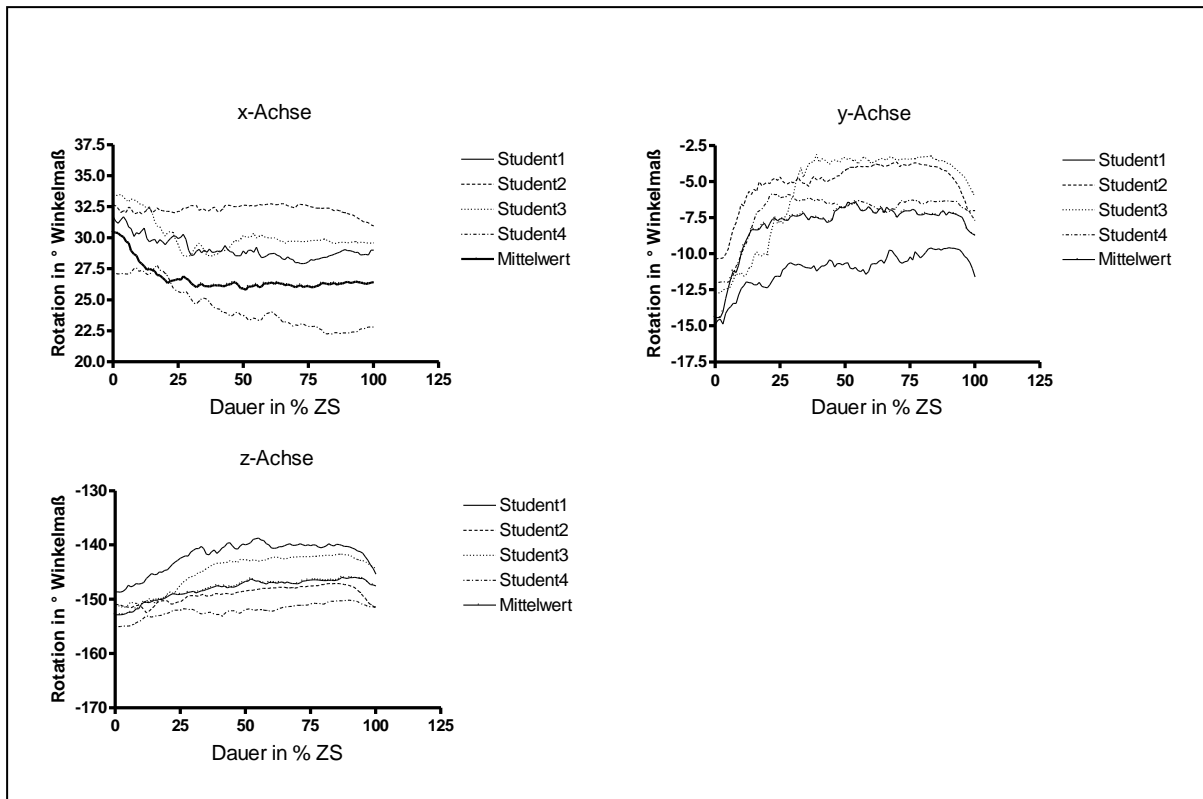 x-Achse
37.5
35.0
32.5
30.0
27.5
25.0
22.5
20.0
0 25 50 75 100 125
Rotation in ° Winkelmaß
Dauer in % ZS
Student1
Student2
Student3
Student4
Mittelwert
y-Achse
-2.5
-5.0
-7.5
-10.0
-12.5
-15.0
-17.5
0 25 50 75 100 125
Rotation in ° Winkelmaß
Dauer in % ZS
Student1
Student2
Student3
Student4
Mittelwert
z-Achse
-130
-140
-150
-160
-170
0 25 50 75 100 125
Rotation in ° Winkelmaß
Dauer in % ZS
Student1
Student2
Student3
Student4
Mittelwert